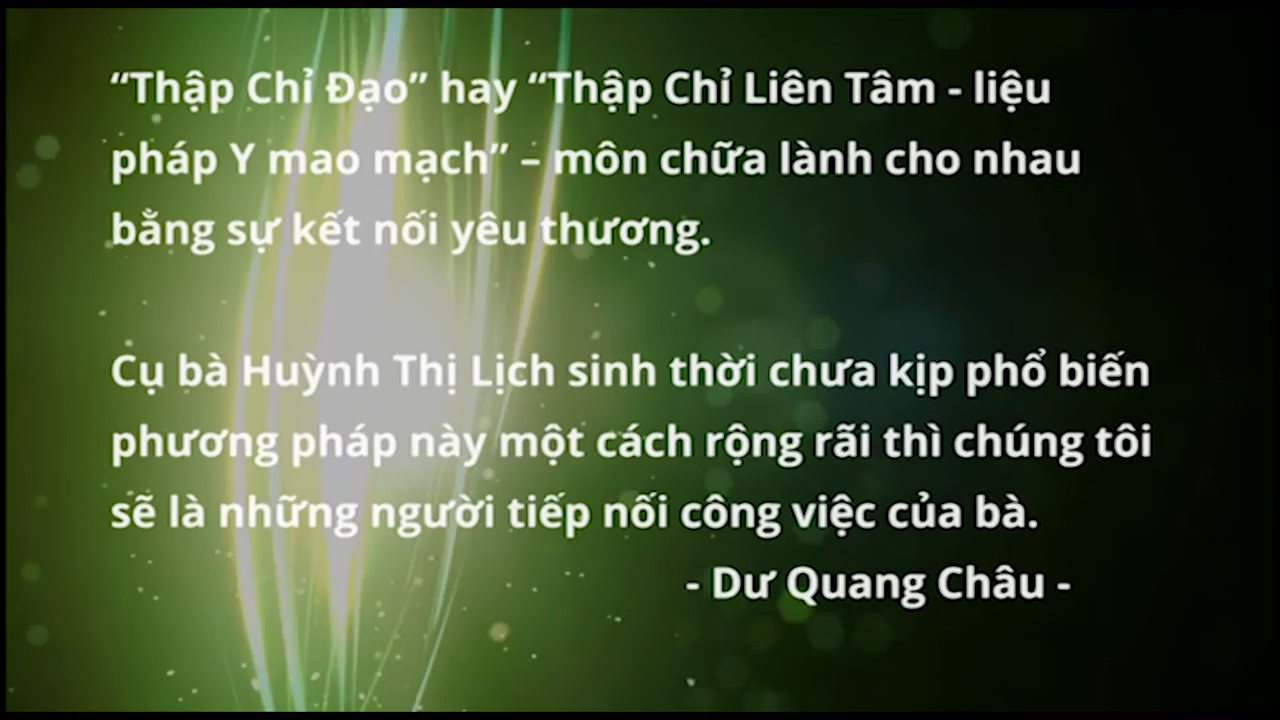 “Thập Chỉ Đạo” hay “Thập Chỉ Liên Tâm - liệu
pháp Y mao mạch” – môn chữa lành cho nhau
bằng sự kết nối yêu thương.
Cụ bà Huỳnh Thị Lịch sinh thời chưa kịp phổ biến
phương pháp này một cách rộng rãi thì chúng tôi
sẽ là những người tiếp nối công việc của bà.
- Dư Quang Châu -